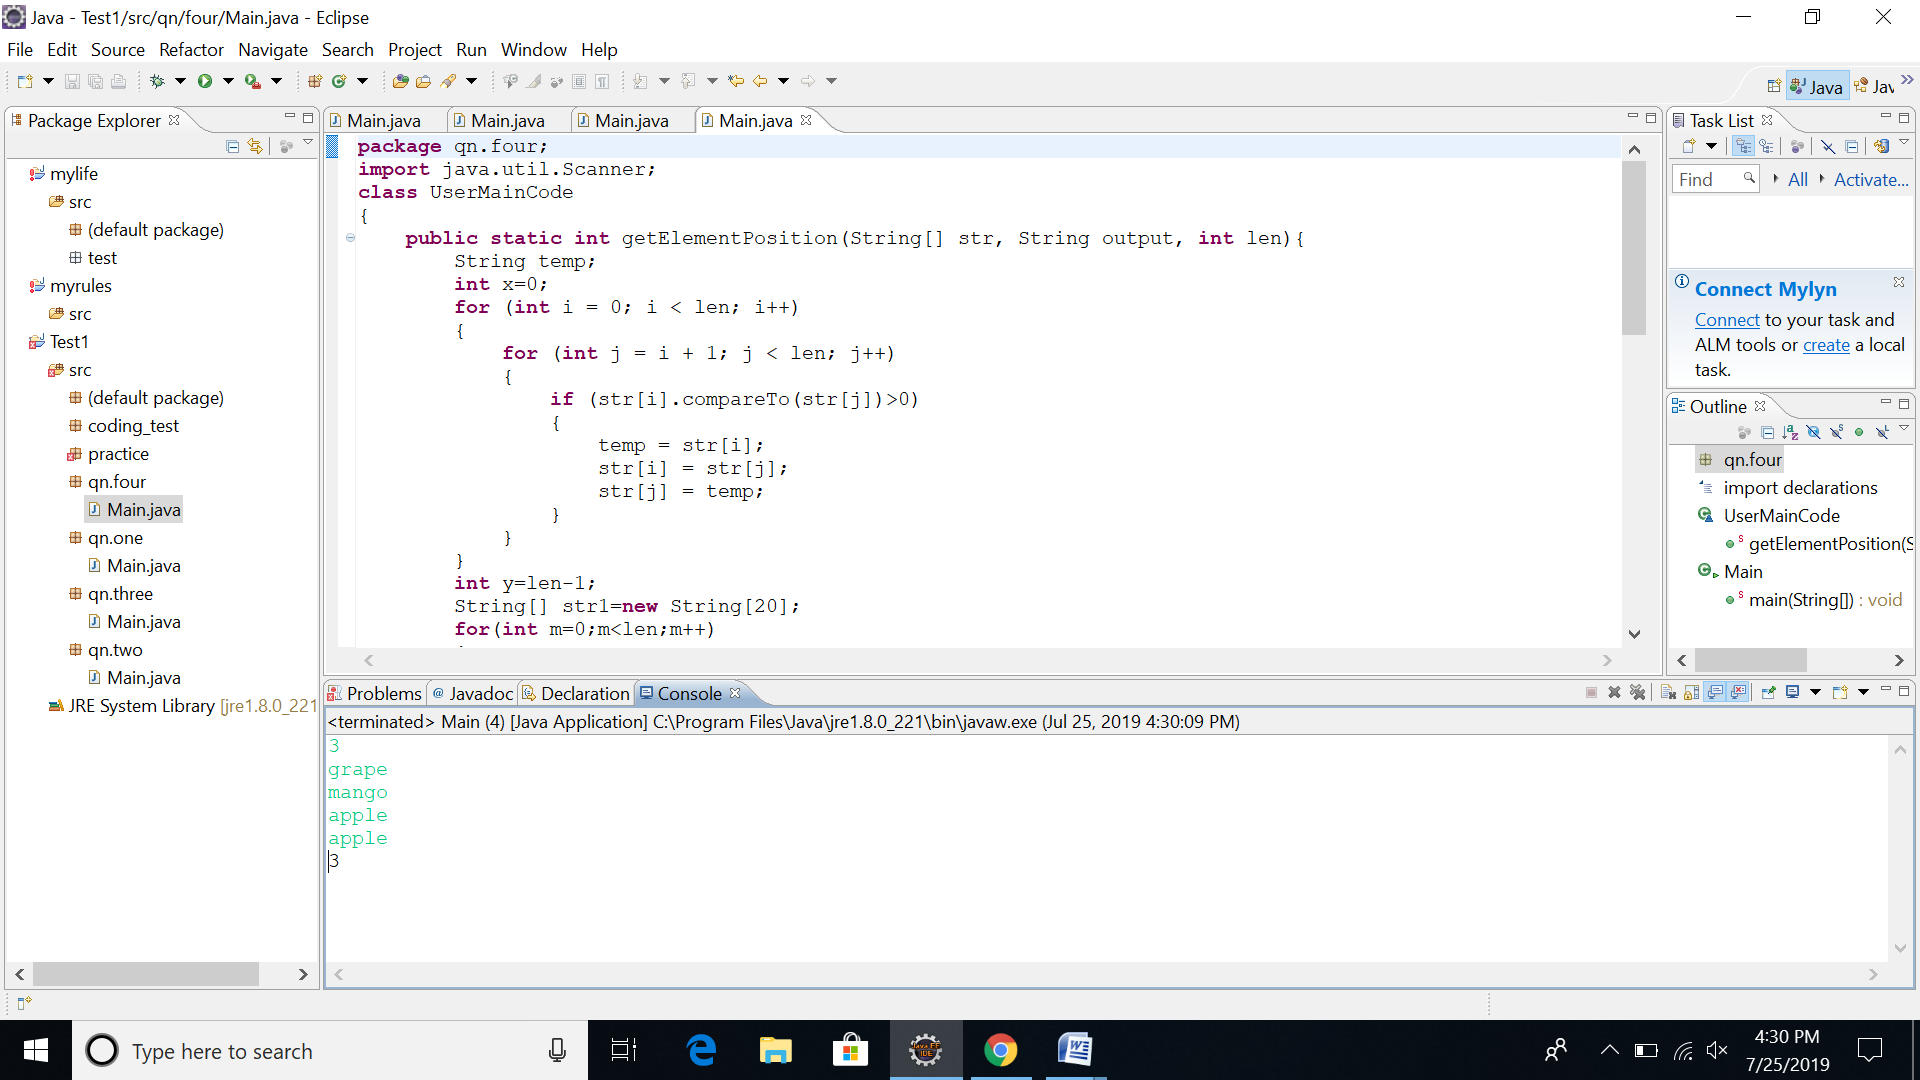 Java - Test1/src/qn/four/Main.java - Eclipse
File Edit Source Refactor Navigate Search Project Run Window Help
Java
Package Explorer
mylife
src
(default package)
test
myrules
src
Test1
src
(default package)
coding_test
practice
qn.four
Main.java
qn.one
Main.java
qn.three
Main.java
qn.two
Main.java
JRE System Library [jre1.8.0_221
Main.java Main.java Main.java Main.java
package qn.four;
import java.util.Scanner;
class UserMainCode
{
public static int getElementPosition(String[] str, String output, int len){
String temp;
int x=0;
for (int i = 0; i < len; i++)
{
for (int j = i + 1; j < len; j++)
{
if (str[i].compareTo(str[j])>0)
{
temp = str[i];
str[i] = str[j];
str[j] = temp;
}
}
}
int y=len-1;
String[] str1=new String[20];
for(int m=0;m<len;m++)
Task List
Find All Activate...
Connect Mylyn
Connect to your task and
ALM tools or create a local
task.
Outline
qn.four
import declarations
UserMainCode
getElementPosition(S
Main
main(String[]) : void
Problems @ Javadoc Declaration Console
<terminated> Main (4) [Java Application] C:\Program Files\Java\jre1.8.0_221\bin\javaw.exe (Jul 25, 2019 4:30:09 PM)
3
grape
mango
apple
apple
3
Type here to search
4:30 PM
7/25/2019